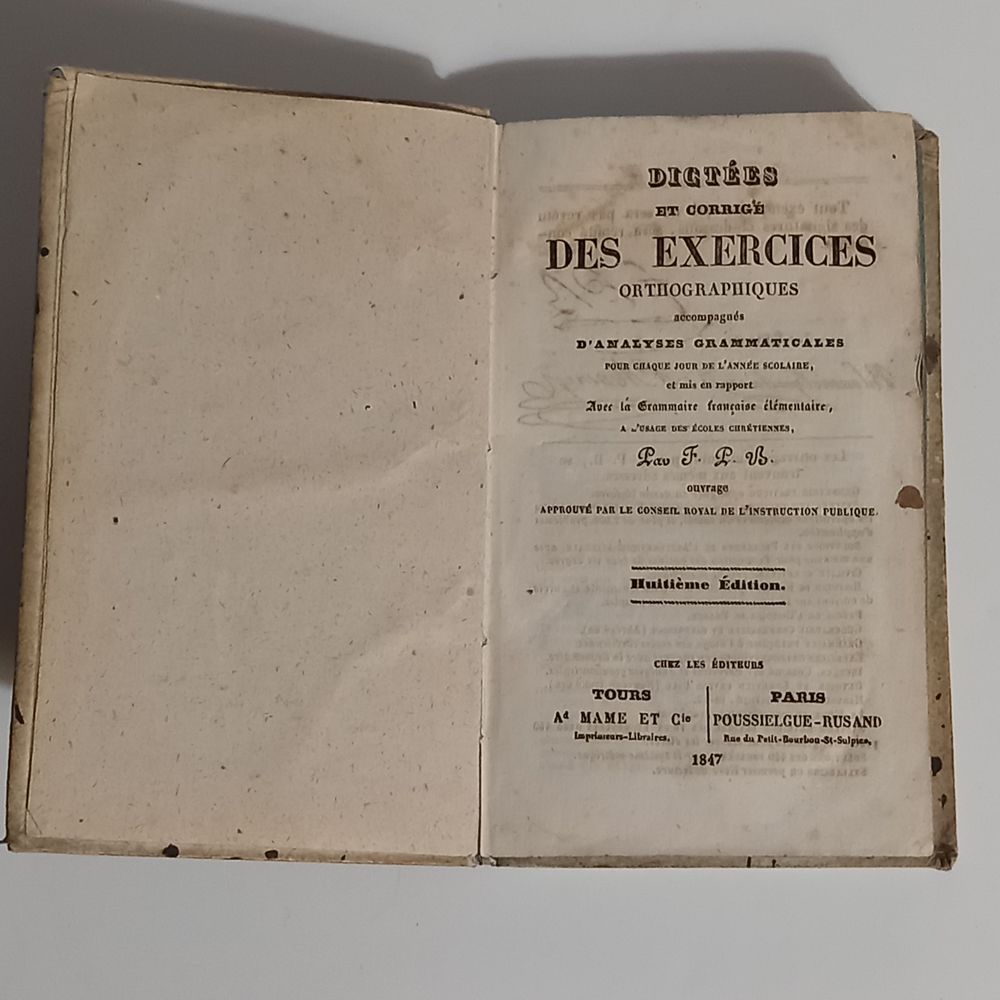 DICTÉES
ET CORRIGÉ
DES EXERCICES
ORTHOGRAPHIQUES
accompagnés
D'ANALYSES GRAMMATICALES
POUR CHAQUE JOUR DE L'ANNÉE SCOLAIRE,
et mis en rapport
Avec la Grammaire française élémentaire,
A L'USAGE DES ÉCOLES CHRÉTIENNES,
Par F. P. B.
ouvrage
APPROUVÉ PAR LE CONSEIL ROYAL DE L'INSTRUCTION PUBLIQUE.
Huitième Édition.
CHEZ LES ÉDITEURS
TOURS
Ad MAME ET Cie
Imprimeurs-Libraires.
PARIS
POUSSIELGUE-RUSAND
Rue du Petit-Bourbon-St-Sulpice,
1847